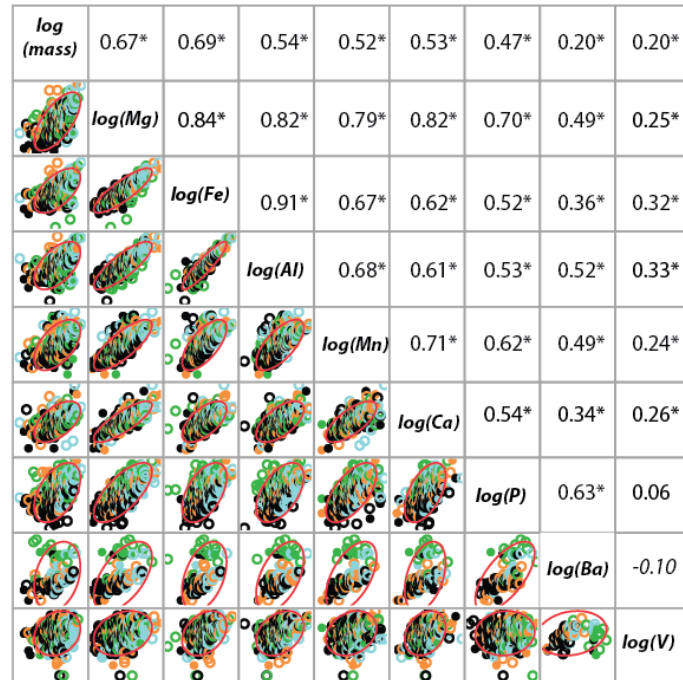 log
(mass) 0.67* 0.69* 0.54* 0.52* 0.53* 0.47* 0.20* 0.20*
log(Mg) 0.84* 0.82* 0.79* 0.82* 0.70* 0.49* 0.25*
log(Fe) 0.91* 0.67* 0.62* 0.52* 0.36* 0.32*
log(Al) 0.68* 0.61* 0.53* 0.52* 0.33*
log(Mn) 0.71* 0.62* 0.49* 0.24*
log(Ca) 0.54* 0.34* 0.26*
log(P) 0.63* 0.06
log(Ba) -0.10
log(V)